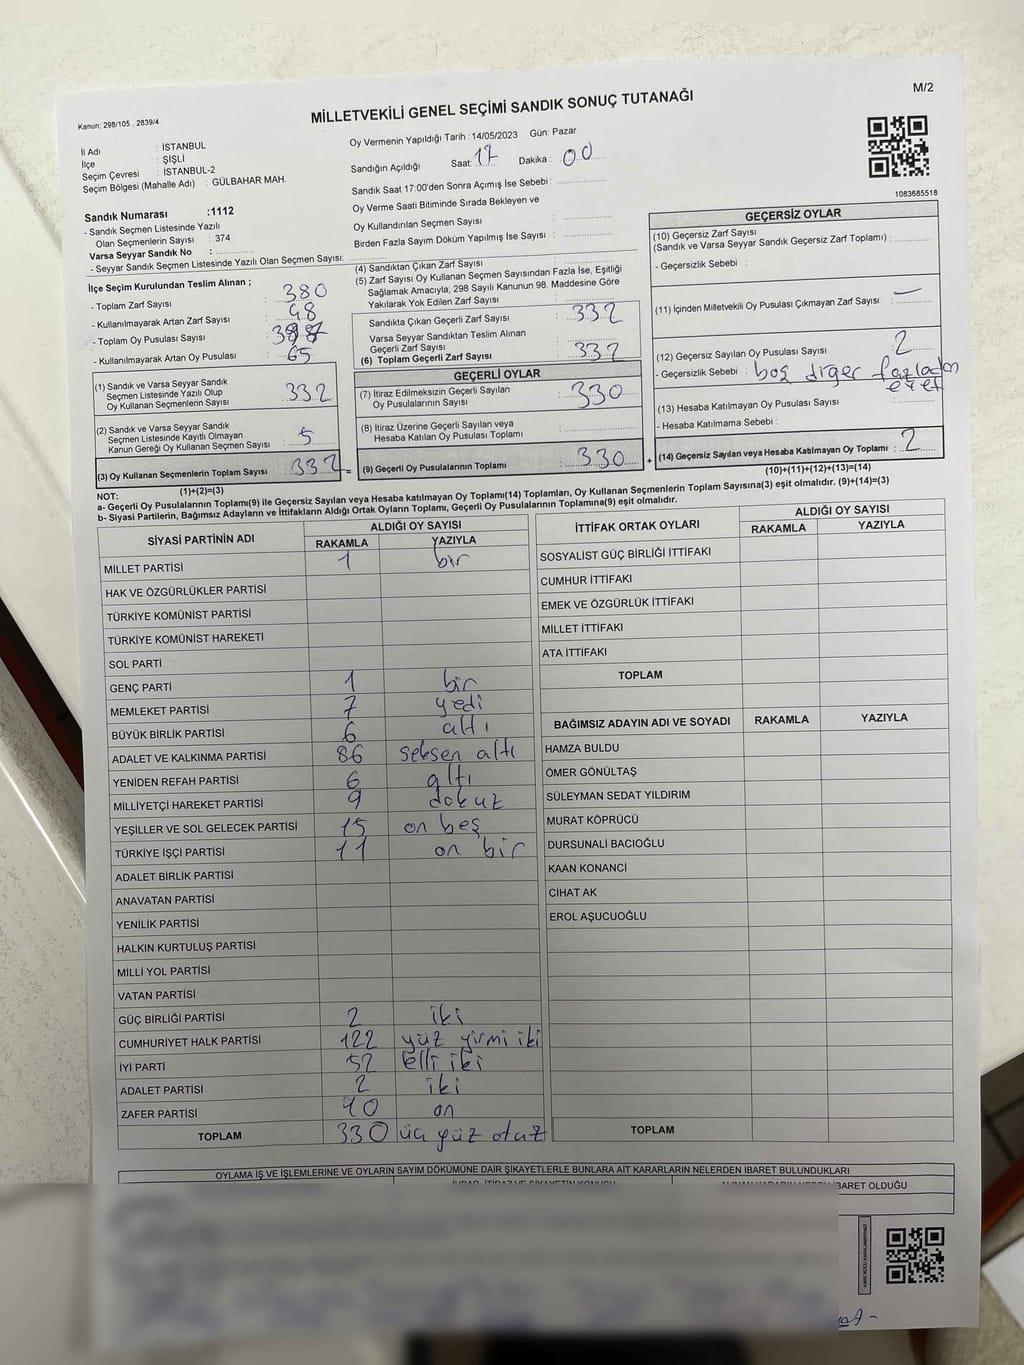 M/2
MİLLETVEKİLİ GENEL SEÇİMİ SANDIK SONUÇ TUTANAĞI
Kanun; 298/105 , 2839/4
İl Adı : İSTANBUL
İlçe : ŞİŞLİ
Seçim Çevresi : İSTANBUL-2
Seçim Bölgesi (Mahalle Adı) : GÜLBAHAR MAH.
Oy Vermenin Yapıldığı Tarih : 14/05/2023 Gün: Pazar
Sandığın Açıldığı Saat: 17 Dakika : 00
Sandık Saat 17:00'den Sonra Açımış İse Sebebi :
Oy Verme Saati Bitiminde Sırada Bekleyen ve
Oy Kullandırılan Seçmen Sayısı :
Birden Fazla Sayım Döküm Yapılmış İse Sayısı :
1083685518
Sandık Numarası :1112
- Sandık Seçmen Listesinde Yazılı
Olan Seçmenlerin Sayısı : 374
Varsa Seyyar Sandık No :
- Seyyar Sandık Seçmen Listesinde Yazılı Olan Seçmen Sayısı:
İlçe Seçim Kurulundan Teslim Alınan ;
- Toplam Zarf Sayısı : 380
- Kullanılmayarak Artan Zarf Sayısı : 48
- Toplam Oy Pusulası Sayısı :
- Kullanılmayarak Artan Oy Pusulası : 65
(1) Sandık ve Varsa Seyyar Sandık
Seçmen Listesinde Yazılı Olup
Oy Kullanan Seçmenlerin Sayısı : 332
(2) Sandık ve Varsa Seyyar Sandık
Seçmen Listesinde Kayıtlı Olmayan
Kanun Gereği Oy Kullanan Seçmen Sayısı : 5
(3) Oy Kullanan Seçmenlerin Toplam Sayısı : 332 =
(1)+(2)=(3)
(4) Sandıktan Çıkan Zarf Sayısı :
(5) Zarf Sayısı Oy Kullanan Seçmen Sayısından Fazla İse, Eşitliği
Sağlamak Amacıyla, 298 Sayılı Kanunun 98. Maddesine Göre
Yakılarak Yok Edilen Zarf Sayısı :
Sandıkta Çıkan Geçerli Zarf Sayısı : 332
Varsa Seyyar Sandıktan Teslim Alınan
Geçerli Zarf Sayısı :
(6) Toplam Geçerli Zarf Sayısı : 332
GEÇERLİ OYLAR
(7) İtiraz Edilmeksizin Geçerli Sayılan
Oy Pusulalarının Sayısı : 330
(8) İtiraz Üzerine Geçerli Sayılan veya
Hesaba Katılan Oy Pusulası Toplamı :
(9) Geçerli Oy Pusulalarının Toplamı : 330 +
GEÇERSİZ OYLAR
(10) Geçersiz Zarf Sayısı
(Sandık ve Varsa Seyyar Sandık Geçersiz Zarf Toplamı) :
- Geçersizlik Sebebi :
(11) İçinden Milletvekili Oy Pusulası Çıkmayan Zarf Sayısı : —
(12) Geçersiz Sayılan Oy Pusulası Sayısı : 2
- Geçersizlik Sebebi : boş diğer fazladan
evet
(13) Hesaba Katılmayan Oy Pusulası Sayısı :
- Hesaba Katılmama Sebebi :
(14) Geçersiz Sayılan veya Hesaba Katılmayan Oy Toplamı : 2
(10)+(11)+(12)+(13)=(14)
NOT:
a- Geçerli Oy Pusulalarının Toplamı(9) ile Geçersiz Sayılan veya Hesaba katılmayan Oy Toplamı(14) Toplamları, Oy Kullanan Seçmenlerin Toplam Sayısına(3) eşit olmalıdır. (9)+(14)=(3)
b- Siyasi Partilerin, Bağımsız Adayların ve İttifakların Aldığı Ortak Oyların Toplamı, Geçerli Oy Pusulalarının Toplamına(9) eşit olmalıdır.
SİYASİ PARTİNİN ADI ALDIĞI OY SAYISI
RAKAMLA YAZIYLA
MİLLET PARTİSİ 1 bir
HAK VE ÖZGÜRLÜKLER PARTİSİ
TÜRKİYE KOMÜNİST PARTİSİ
TÜRKİYE KOMÜNİST HAREKETİ
SOL PARTİ
GENÇ PARTİ 1 bir
MEMLEKET PARTİSİ 7 yedi
BÜYÜK BİRLİK PARTİSİ 6 altı
ADALET VE KALKINMA PARTİSİ 86 seksen altı
YENİDEN REFAH PARTİSİ 6 altı
MİLLİYETÇİ HAREKET PARTİSİ 9 dokuz
YEŞİLLER VE SOL GELECEK PARTİSİ 15 on beş
TÜRKİYE İŞÇİ PARTİSİ 11 on bir
ADALET BİRLİK PARTİSİ
ANAVATAN PARTİSİ
YENİLİK PARTİSİ
HALKIN KURTULUŞ PARTİSİ
MİLLİ YOL PARTİSİ
VATAN PARTİSİ
GÜÇ BİRLİĞİ PARTİSİ 2 iki
CUMHURİYET HALK PARTİSİ 122 yüz yirmi iki
İYİ PARTİ 52 elli iki
ADALET PARTİSİ 2 iki
ZAFER PARTİSİ 10 on
TOPLAM 330 üç yüz otuz
İTTİFAK ORTAK OYLARI ALDIĞI OY SAYISI
RAKAMLA YAZIYLA
SOSYALİST GÜÇ BİRLİĞİ İTTİFAKI
CUMHUR İTTİFAKI
EMEK VE ÖZGÜRLÜK İTTİFAKI
MİLLET İTTİFAKI
ATA İTTİFAKI
TOPLAM
BAĞIMSIZ ADAYIN ADI VE SOYADI RAKAMLA YAZIYLA
HAMZA BULDU
ÖMER GÖNÜLTAŞ
SÜLEYMAN SEDAT YILDIRIM
MURAT KÖPRÜCÜ
DURSUNALİ BACIOĞLU
KAAN KONANCİ
CİHAT AK
EROL AŞUCUOĞLU
TOPLAM
OYLAMA İŞ VE İŞLEMLERİNE VE OYLARIN SAYIM DÖKÜMÜNE DAİR ŞİKAYETLERLE BUNLARA AİT KARARLARIN NELERDEN İBARET BULUNDUKLARI
İBARET OLDUĞU